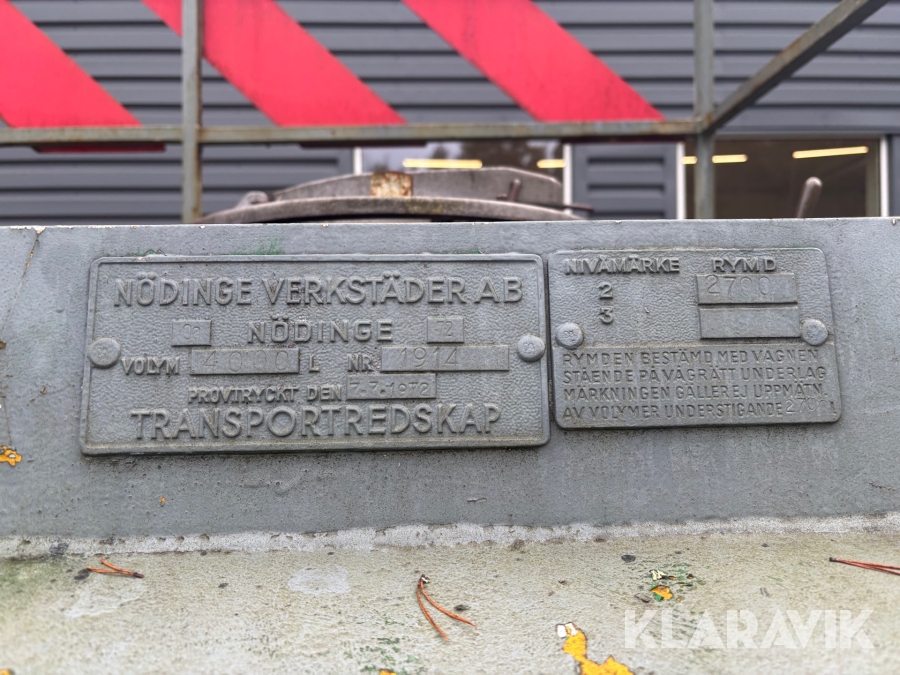 NÖDINGE VERKSTÄDER AB
NÖDINGE 72
VOLYM 4000 L NR 1914
PROVTRYCKT DEN 7.7.1972
TRANSPORTREDSKAP
NIVÅMÄRKE RYMD
2 2700
3
RYMDEN BESTÄMD MED VAGNEN
STÅENDE PÅ VÅGRÄTT UNDERLAG
MÄRKNINGEN GÄLLER EJ UPPMÄTN.
AV VOLYMER UNDERSTIGANDE
KLARAVIK